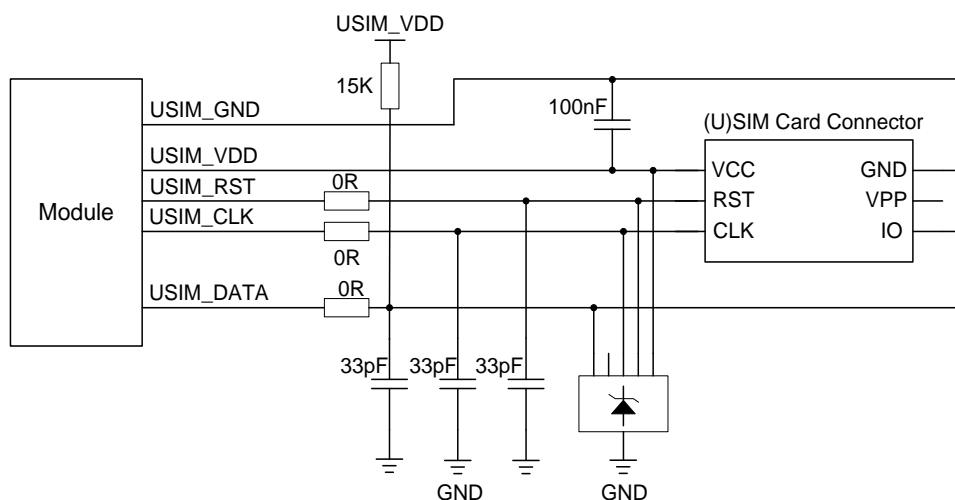 USIM_VDD
15K
USIM_GND
100nF
(U)SIM Card Connector
USIM_VDD
VCC
GND
USIM_RST
0R
RST
VPP
Module
USIM_CLK
0R
CLK
IO
USIM_DATA
0R
33pF
33pF
33pF
GND
GND